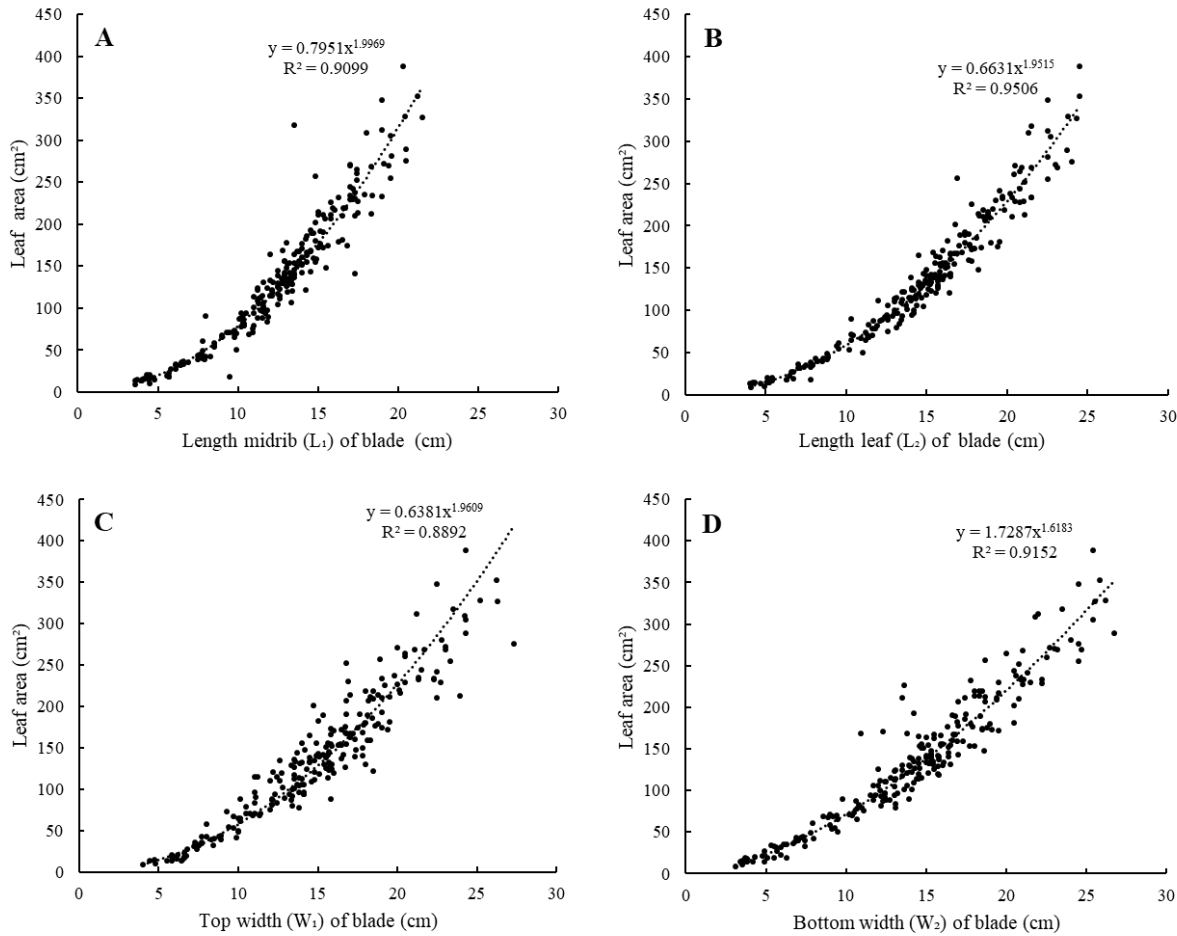 A
y = 0.7951x^1.9969
R² = 0.9099
450
400
350
300
250
200
150
100
50
0
Leaf area (cm²)
0 5 10 15 20 25 30
Length midrib (L₁) of blade (cm)
B
y = 0.6631x^1.9515
R² = 0.9506
450
400
350
300
250
200
150
100
50
0
Leaf area (cm²)
0 5 10 15 20 25 30
Length leaf (L₂) of blade (cm)
C
y = 0.6381x^1.9609
R² = 0.8892
450
400
350
300
250
200
150
100
50
0
Leaf area (cm²)
0 5 10 15 20 25 30
Top width (W₁) of blade (cm)
D
y = 1.7287x^1.6183
R² = 0.9152
450
400
350
300
250
200
150
100
50
0
Leaf area (cm²)
0 5 10 15 20 25 30
Bottom width (W₂) of blade (cm)